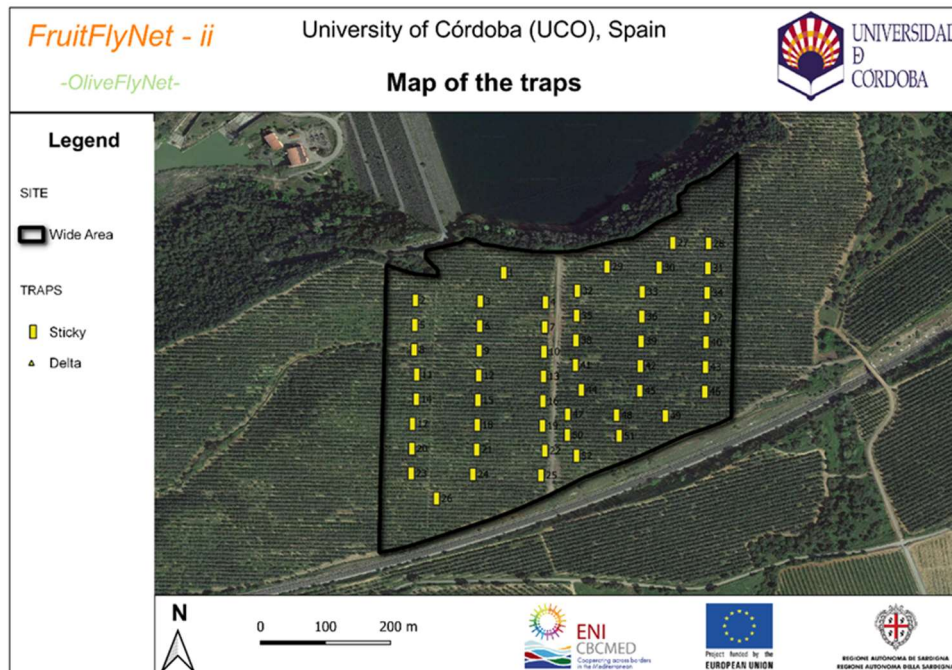 FruitFlyNet - ii
-OliveFlyNet-
University of Córdoba (UCO), Spain
Map of the traps
UNIVERSIDAD
Đ
CÓRDOBA
Legend
SITE
Wide Area
TRAPS
Sticky
Delta
1
2
3
4
5
7
8
9
10
11
12
13
14
15
16
17
18
19
20
21
22
23
24
25
26
27
28
29
30
31
32
33
34
35
36
37
38
39
40
41
42
43
44
45
46
47
48
49
50
51
52
N
0 100 200 m
ENI
CBCMED
Cooperating across borders
in the Mediterranean
Project funded by the
EUROPEAN UNION
REGIONE AUTÒNOMA DE SARDIGNA
REGIONE AUTONOMA DELLA SARDEGNA